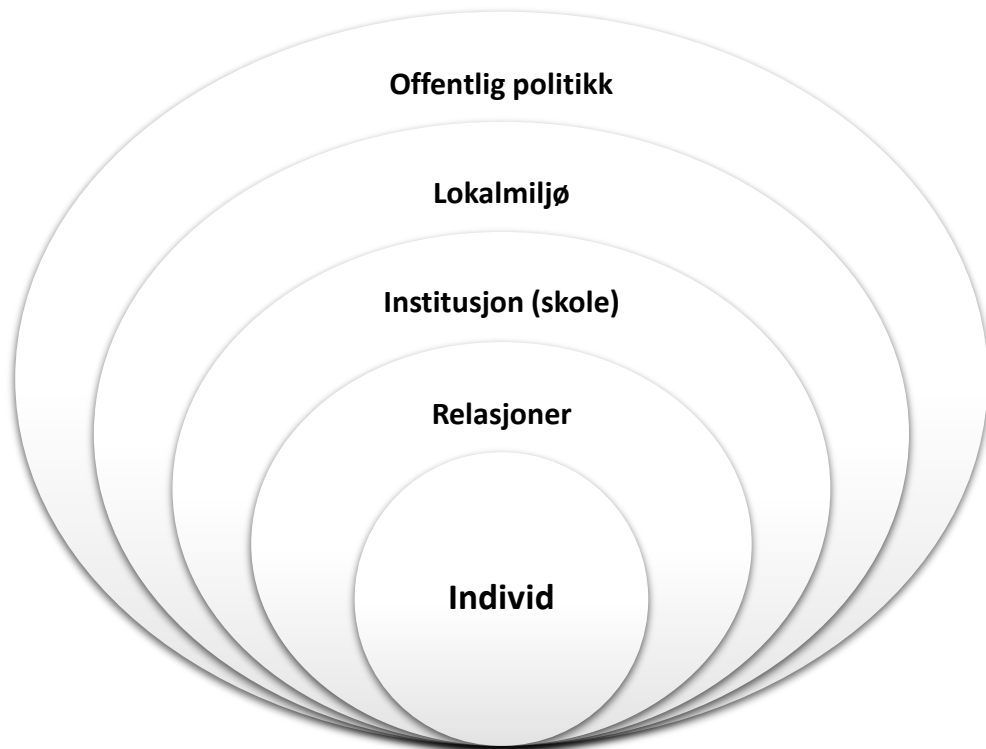 Offentlig politikk
Lokalmiljø
Institusjon (skole)
Relasjoner
Individ